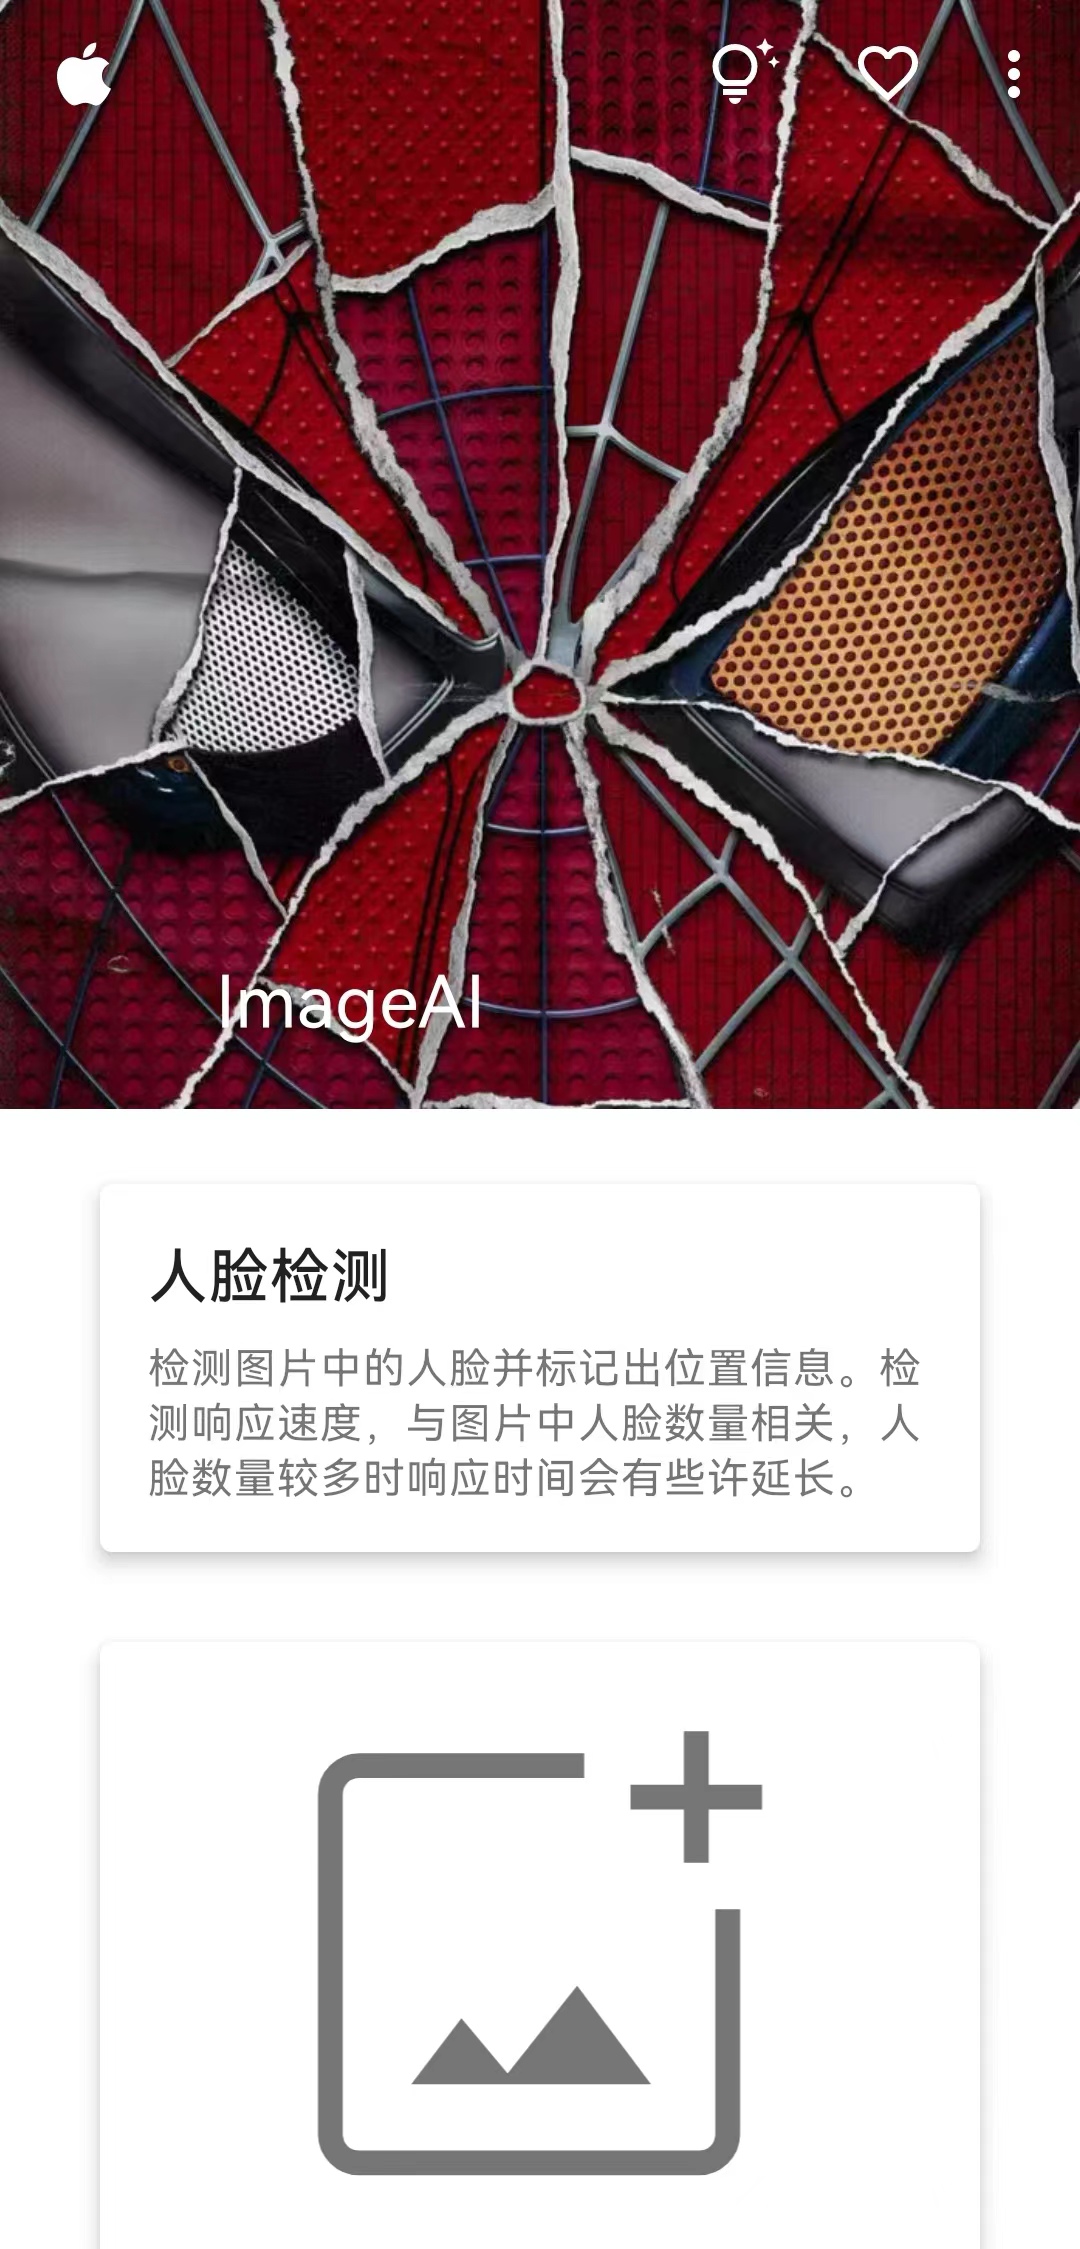 ImageAI
人脸检测
检测图片中的人脸并标记出位置信息。检
测响应速度，与图片中人脸数量相关，人
脸数量较多时响应时间会有些许延长。